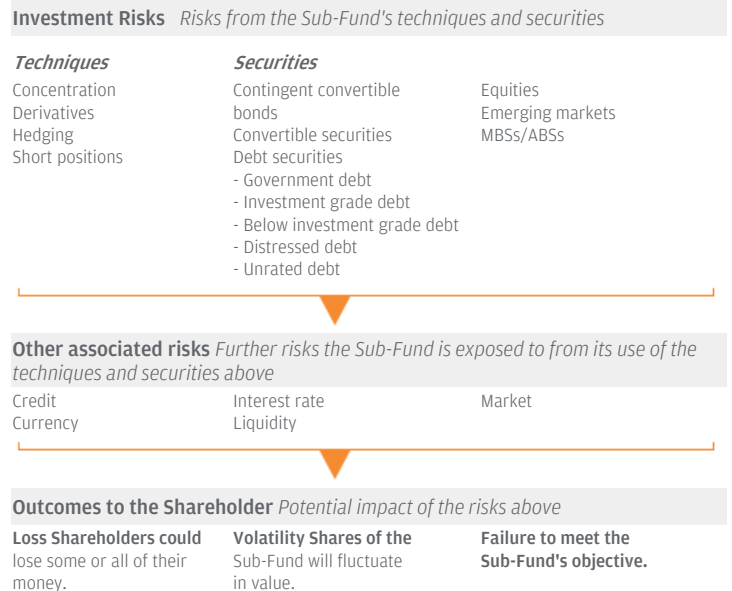 Investment Risks Risks from the Sub-Fund's techniques and securities
Techniques
Concentration
Derivatives
Hedging
Short positions
Securities
Contingent convertible
bonds
Convertible securities
Debt securities
- Government debt
- Investment grade debt
- Below investment grade debt
- Distressed debt
- Unrated debt
Equities
Emerging markets
MBSs/ABSs
Other associated risks Further risks the Sub-Fund is exposed to from its use of the
techniques and securities above
Credit
Currency
Interest rate
Liquidity
Market
Outcomes to the Shareholder Potential impact of the risks above
Loss Shareholders could
lose some or all of their
money.
Volatility Shares of the
Sub-Fund will fluctuate
in value.
Failure to meet the
Sub-Fund's objective.